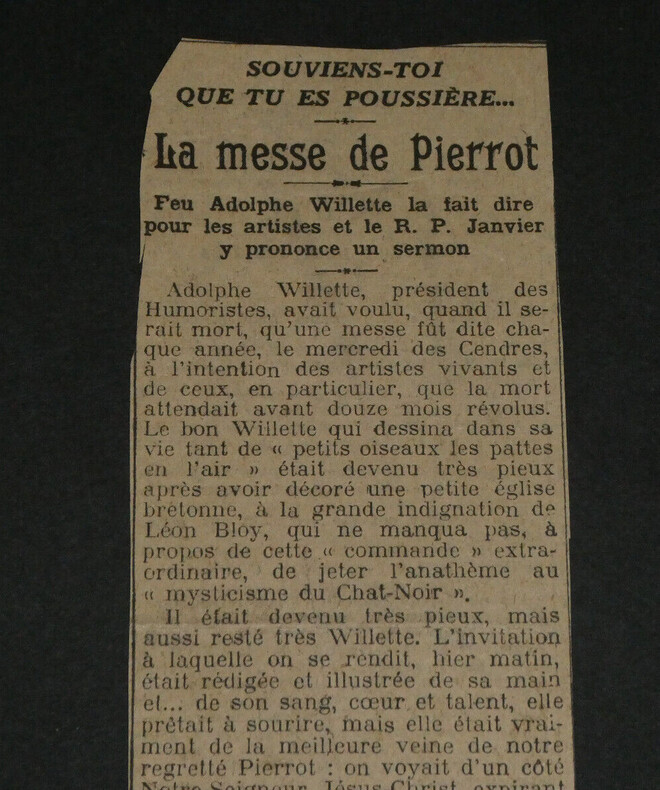 SOUVIENS-TOI
QUE TU ES POUSSIÈRE...
La messe de Pierrot
Feu Adolphe Willette la fait dire
pour les artistes et le R. P. Janvier
y prononce un sermon
Adolphe Willette, président des
Humoristes, avait voulu, quand il se-
rait mort, qu'une messe fût dite cha-
que année, le mercredi des Cendres,
à l'intention des artistes vivants et
de ceux, en particulier, que la mort
attendait avant douze mois révolus.
Le bon Willette qui dessina dans sa
vie tant de « petits oiseaux les pattes
en l'air » était devenu très pieux
après avoir décoré une petite église
bretonne, à la grande indignation de
Léon Bloy, qui ne manqua pas, à
propos de cette « commande » extra-
ordinaire, de jeter l'anathème au
« mysticisme du Chat-Noir ».
Il était devenu très pieux, mais
aussi resté très Willette. L'invitation
à laquelle on se rendit, hier matin,
était rédigée et illustrée de sa main
et... de son sang, cœur et talent, elle
prêtait à sourire, mais elle était vrai-
ment de la meilleure veine de notre
regretté Pierrot : on voyait d'un côté
Notre-Seigneur Jésus-Christ expirant